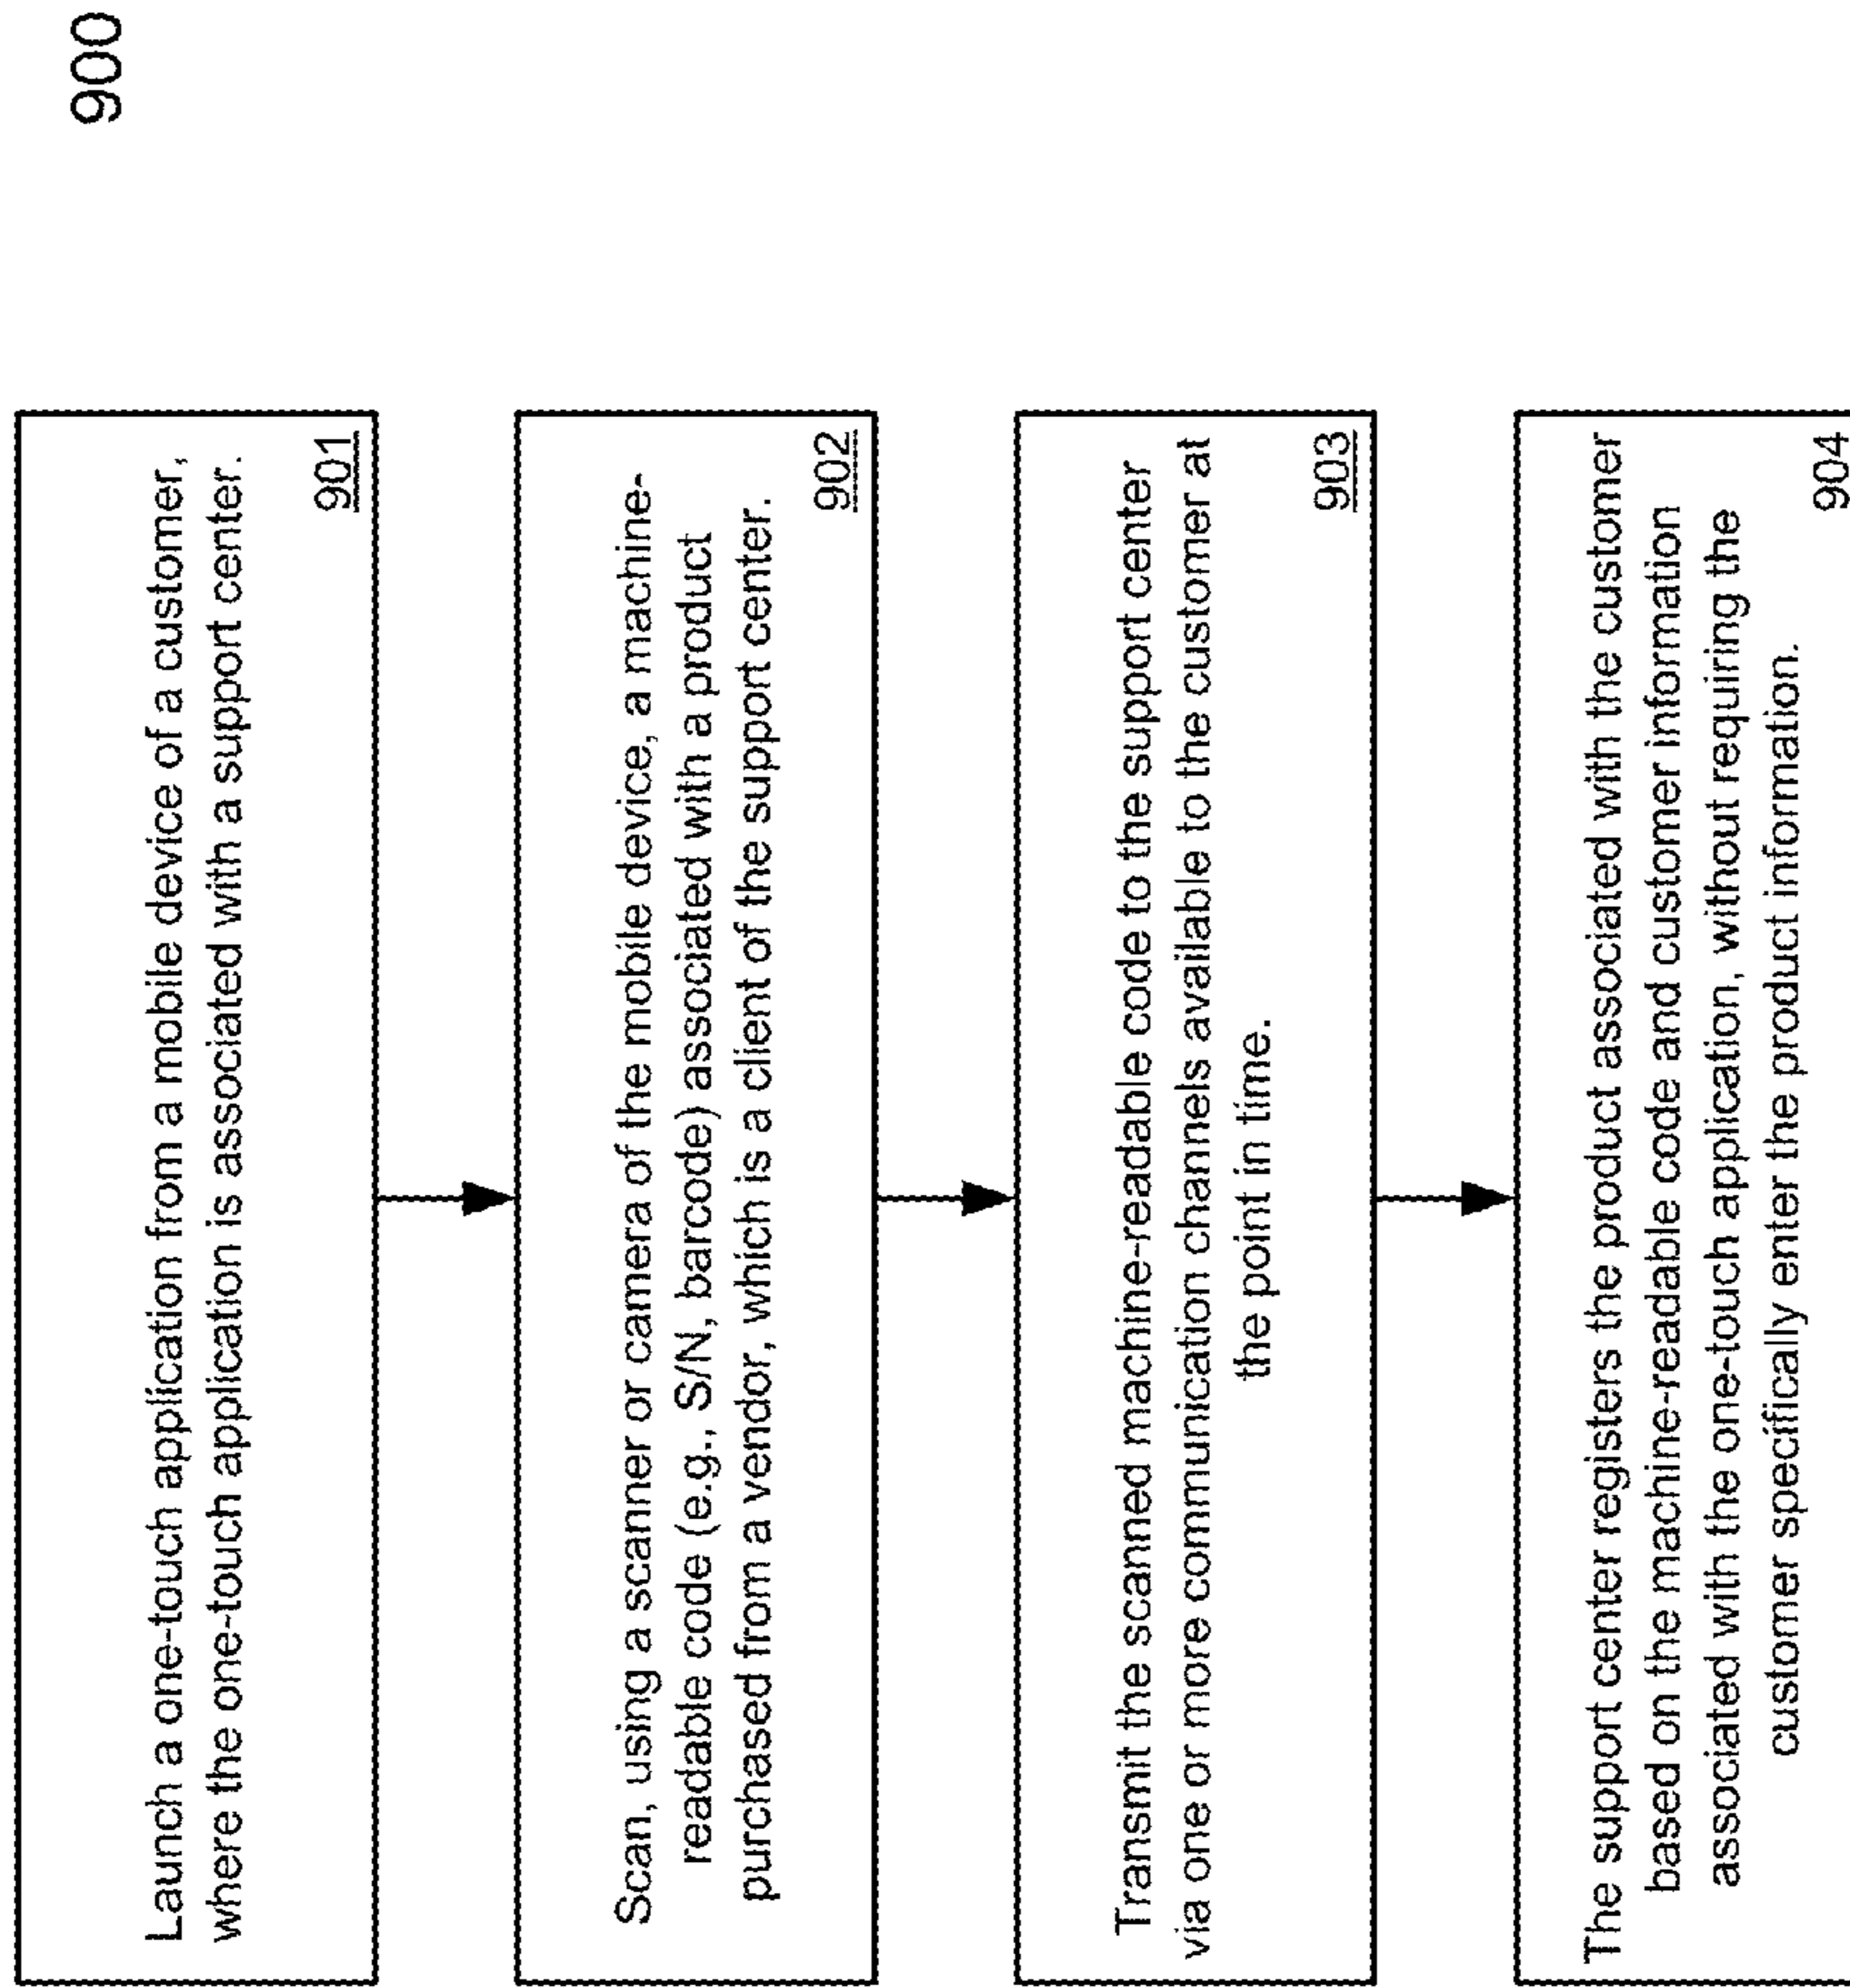 900
Launch a one-touch application from a mobile device of a customer,
where the one-touch application is associated with a support center.
901
Scan, using a scanner or camera of the mobile device, a machine-
readable code (e.g., S/N, barcode) associated with a product
purchased from a vendor, which is a client of the support center.
902
Transmit the scanned machine-readable code to the support center
via one or more communication channels available to the customer at
the point in time.
903
The support center registers the product associated with the customer
based on the machine-readable code and customer information
associated with the one-touch application, without requiring the
customer specifically enter the product information.
904